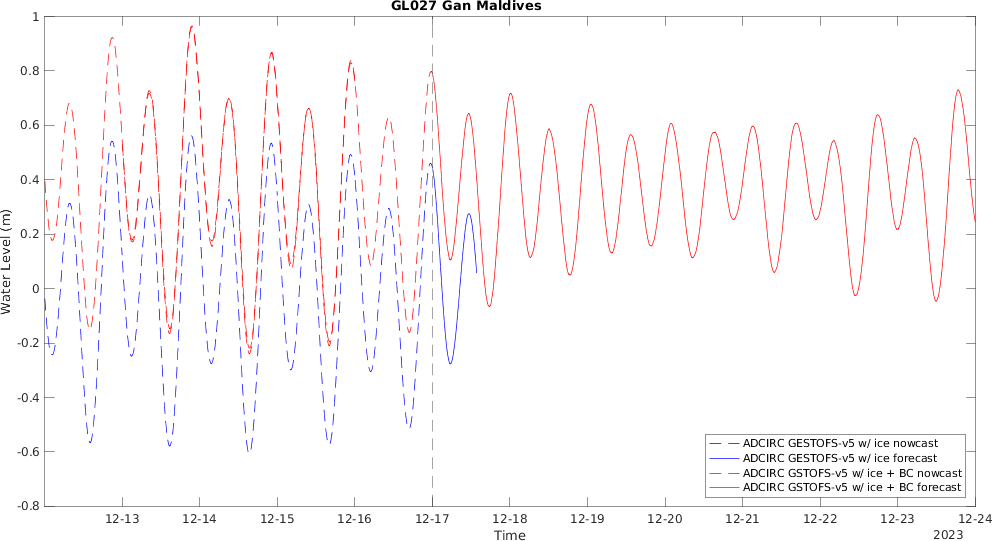 GL027 Gan Maldives
1
0.8
0.6
0.4
0.2
0
-0.2
-0.4
-0.6
-0.8
Water Level (m)
ADCIRC GESTOFS-v5 w/ ice nowcast
ADCIRC GESTOFS-v5 w/ ice forecast
ADCIRC GSTOFS-v5 w/ ice + BC nowcast
ADCIRC GSTOFS-v5 w/ ice + BC forecast
12-13 12-14 12-15 12-16 12-17 12-18 12-19 12-20 12-21 12-22 12-23 12-24
Time
2023